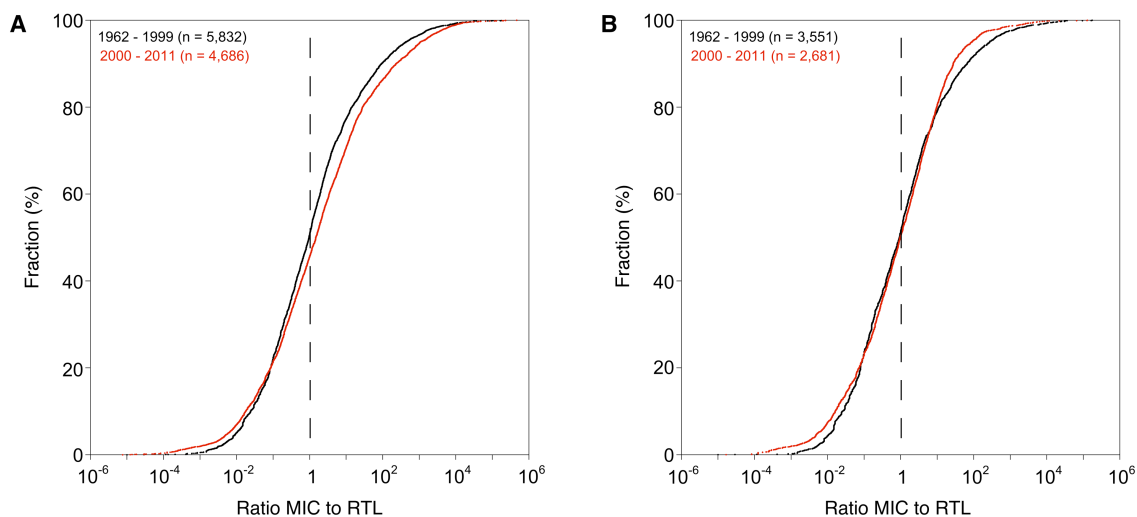 A
1962 - 1999 (n = 5,832)
2000 - 2011 (n = 4,686)
Fraction (%)
100
80
60
40
20
0
10-6
10-4
10-2
1
102
104
106
Ratio MIC to RTL
B
1962 - 1999 (n = 3,551)
2000 - 2011 (n = 2,681)
Fraction (%)
100
80
60
40
20
0
10-6
10-4
10-2
1
102
104
106
Ratio MIC to RTL